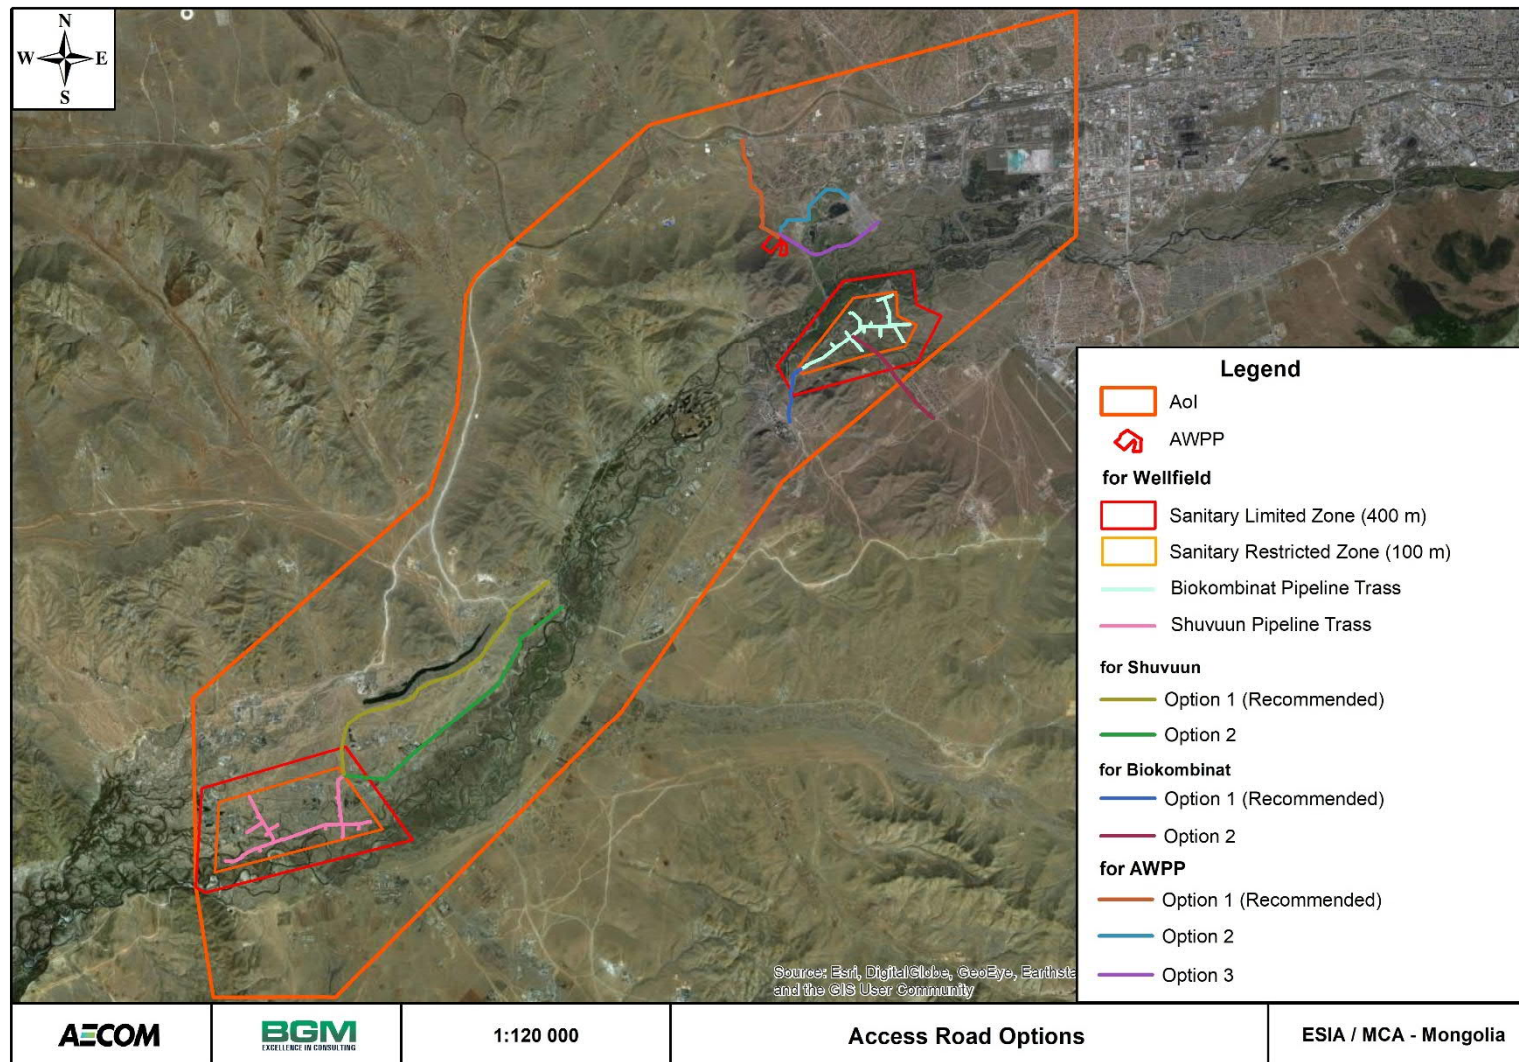 N
W E
S
Legend
AoI
AWPP
for Wellfield
Sanitary Limited Zone (400 m)
Sanitary Restricted Zone (100 m)
Biokombinat Pipeline Trass
Shuvuun Pipeline Trass
for Shuvuun
Option 1 (Recommended)
Option 2
for Biokombinat
Option 1 (Recommended)
Option 2
for AWPP
Option 1 (Recommended)
Option 2
Option 3
Source: Esri, DigitalGlobe, GeoEye, Earthsta
and the GIS User Community
AECOM
BGM
EXCELLENCE IN CONSULTING
1:120 000
Access Road Options
ESIA / MCA - Mongolia